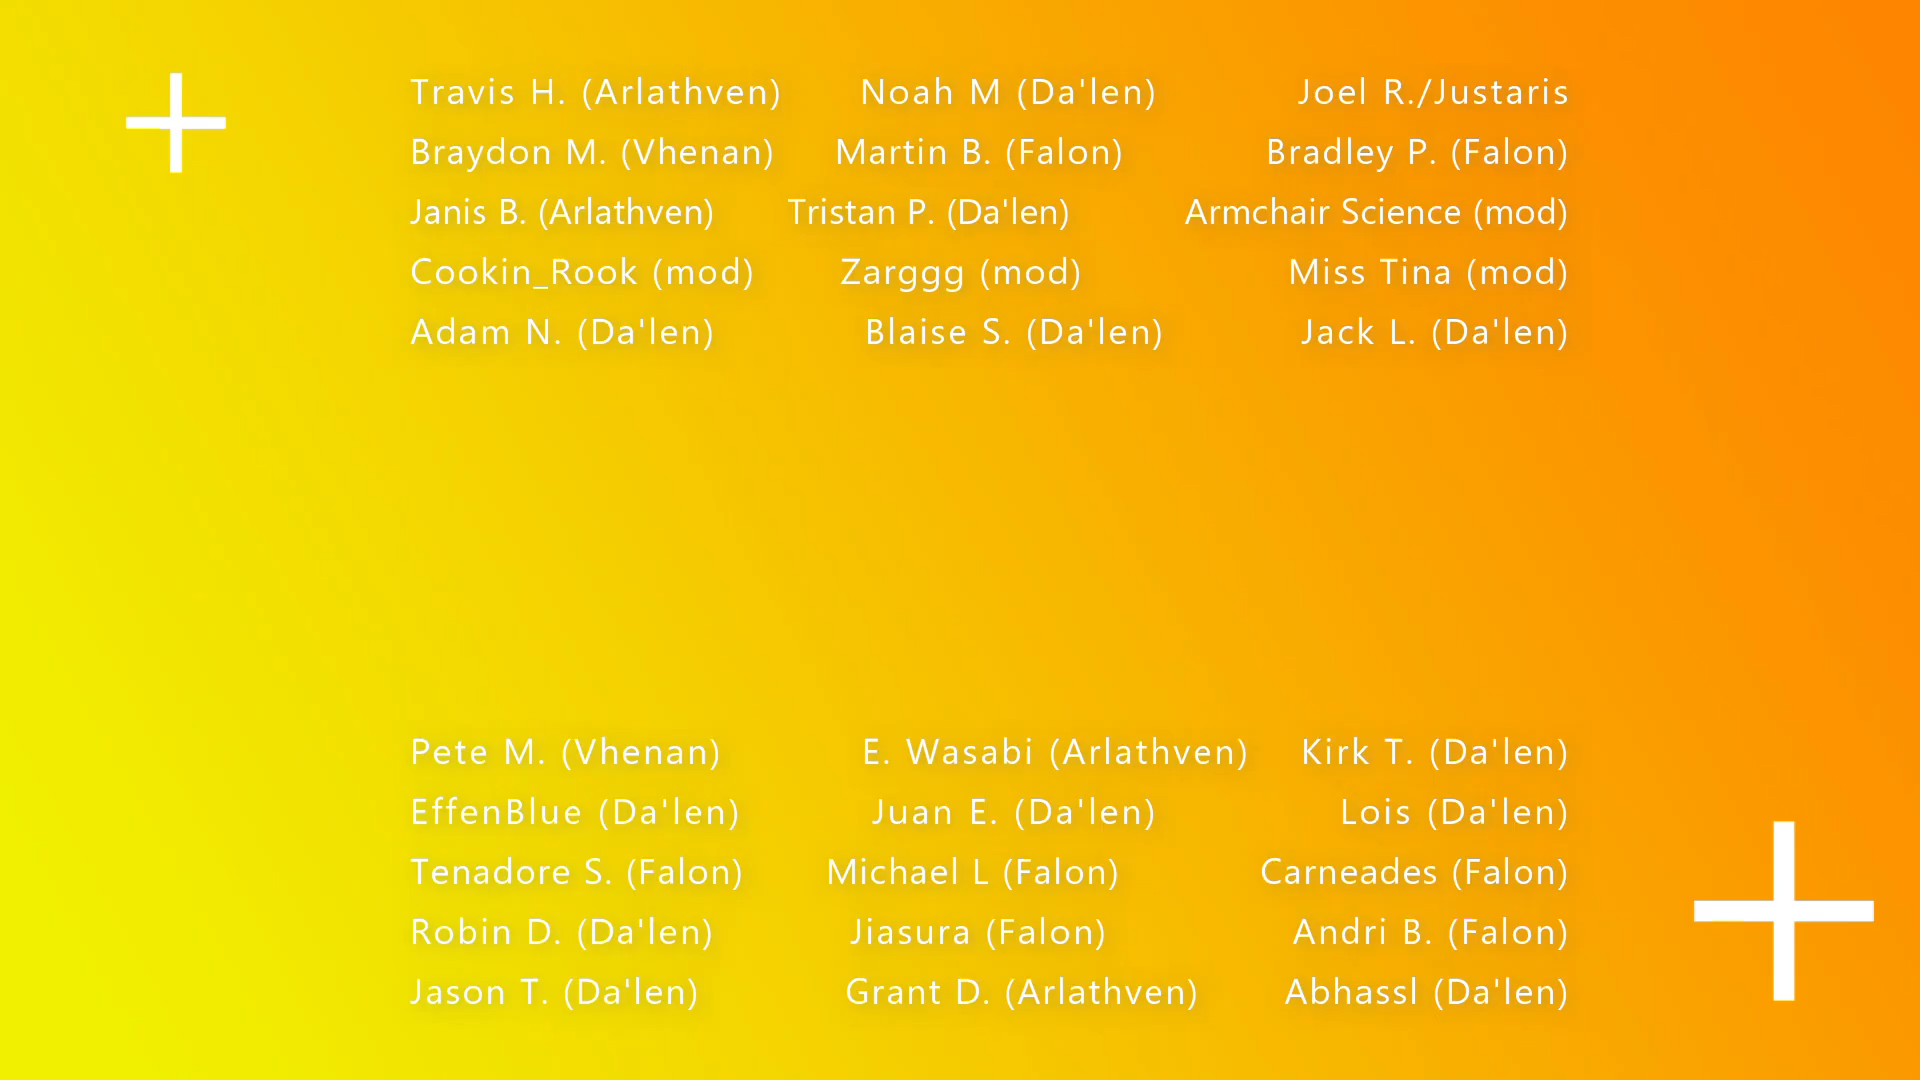 Travis H. (Arlathven) Noah M (Da'len) Joel R./Justaris
Braydon M. (Vhenan) Martin B. (Falon) Bradley P. (Falon)
Janis B. (Arlathven) Tristan P. (Da'len) Armchair Science (mod)
Cookin_Rook (mod) Zarggg (mod) Miss Tina (mod)
Adam N. (Da'len) Blaise S. (Da'len) Jack L. (Da'len)
Pete M. (Vhenan) E. Wasabi (Arlathven) Kirk T. (Da'len)
EffenBlue (Da'len) Juan E. (Da'len) Lois (Da'len)
Tenadore S. (Falon) Michael L (Falon) Carneades (Falon)
Robin D. (Da'len) Jiasura (Falon) Andri B. (Falon)
Jason T. (Da'len) Grant D. (Arlathven) Abhassl (Da'len)